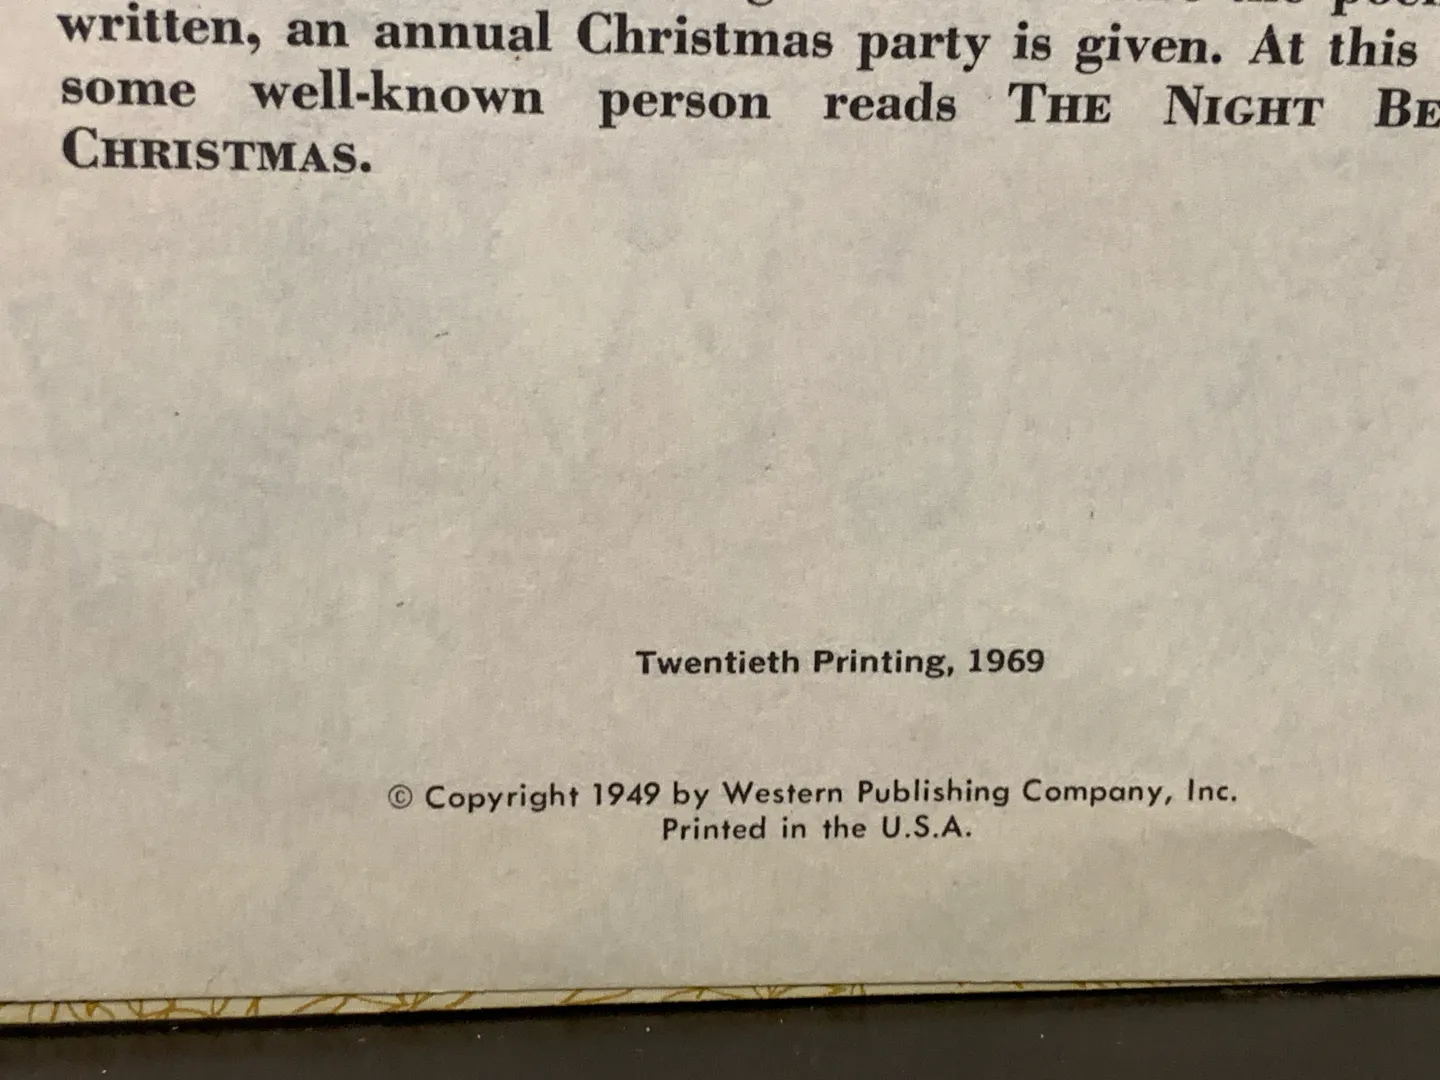 written, an annual Christmas party is given. At this
some well-known person reads THE NIGHT
CHRISTMAS.
Twentieth Printing, 1969
© Copyright 1949 by Western Publishing Company, Inc.
Printed in the U.S.A.